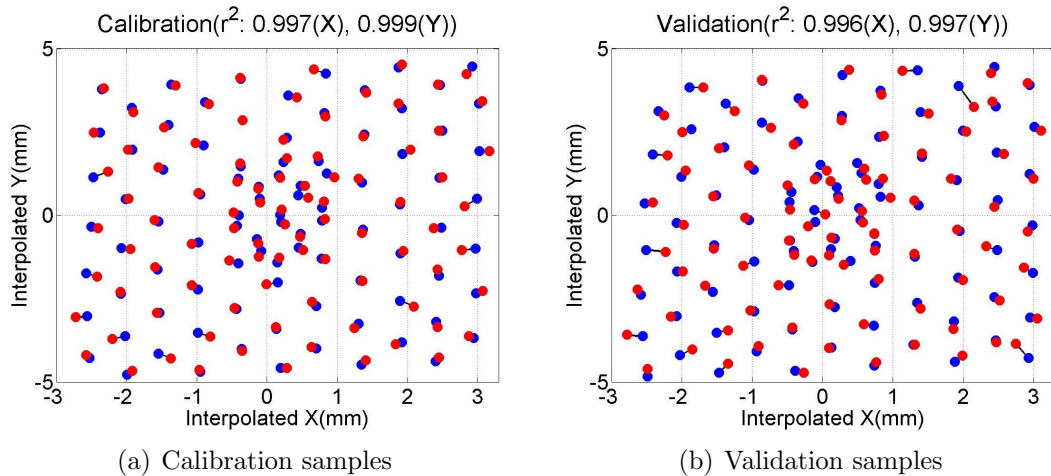 Calibration(r²: 0.997(X), 0.999(Y))
5
0
-5
Interpolated Y(mm)
-3 -2 -1 0 1 2 3
Interpolated X(mm)
(a) Calibration samples
Validation(r²: 0.996(X), 0.997(Y))
5
0
-5
Interpolated Y(mm)
-3 -2 -1 0 1 2 3
Interpolated X(mm)
(b) Validation samples